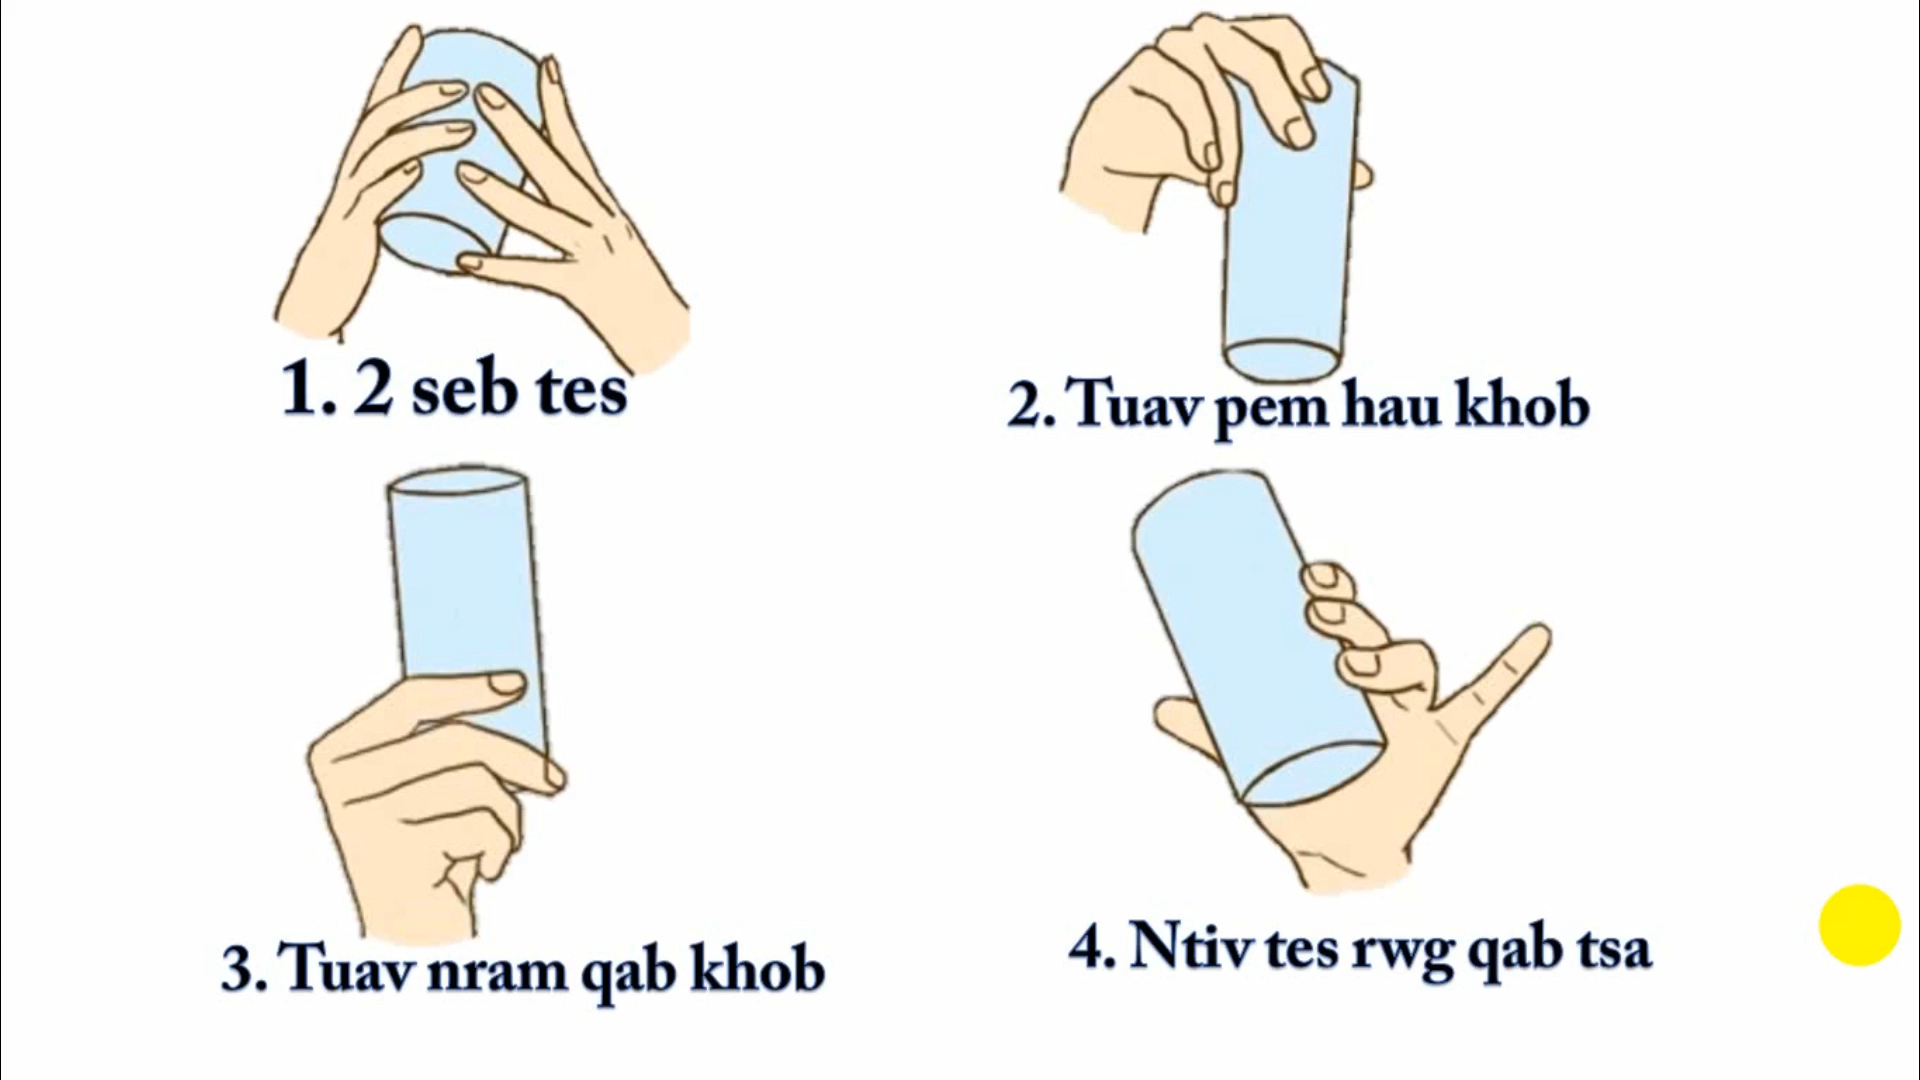 1. 2 seb tes
2. Tuav pem hau khob
3. Tuav nram qab khob
4. Ntiv tes rwg qab tsa